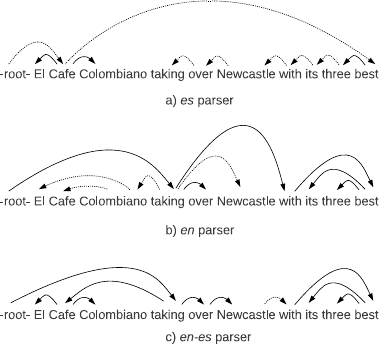 -root- El Cafe Colombiano taking over Newcastle with its three best
a) es parser
-root- El Cafe Colombiano taking over Newcastle with its three best
b) en parser
-root- El Cafe Colombiano taking over Newcastle with its three best
c) en-es parser